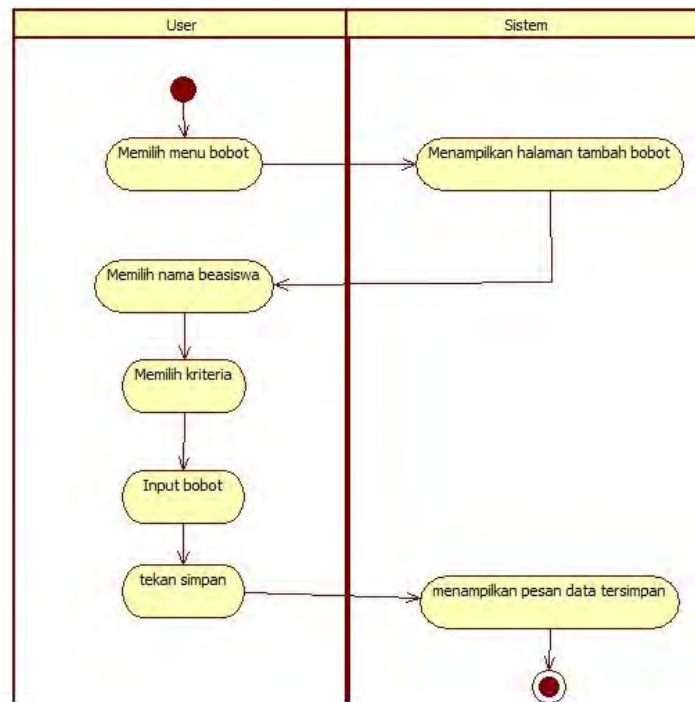 User
Sistem
Memilih menu bobot
Menampilkan halaman tambah bobot
Memilih nama beasiswa
Memilih kriteria
Input bobot
tekan simpan
menampilkan pesan data tersimpan